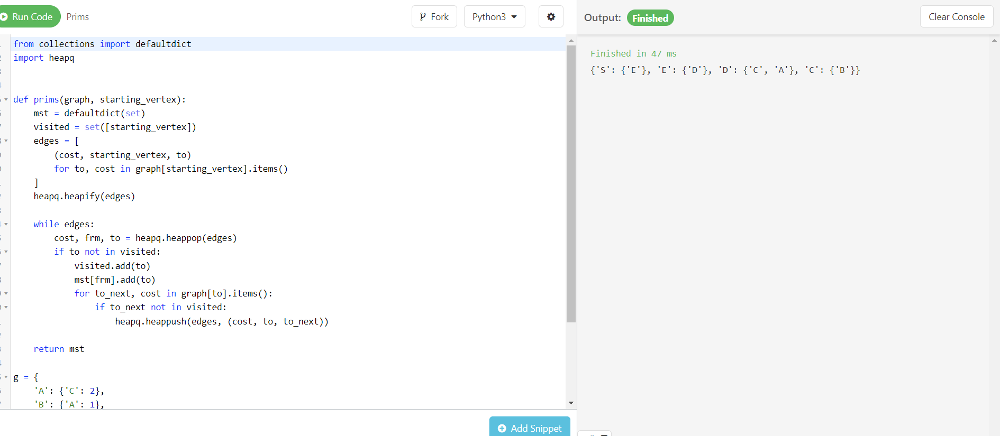 Run Code Prims Fork Python3
from collections import defaultdict
import heapq
def prims(graph, starting_vertex):
    mst = defaultdict(set)
    visited = set([starting_vertex])
    edges = [
        (cost, starting_vertex, to)
        for to, cost in graph[starting_vertex].items()
    ]
    heapq.heapify(edges)
    while edges:
        cost, frm, to = heapq.heappop(edges)
        if to not in visited:
            visited.add(to)
            mst[frm].add(to)
            for to_next, cost in graph[to].items():
                if to_next not in visited:
                    heapq.heappush(edges, (cost, to, to_next))
    return mst
g = {
    'A': {'C': 2},
    'B': {'A': 1},
Add Snippet
Output: Finished Clear Console
Finished in 47 ms
{'S': {'E'}, 'E': {'D'}, 'D': {'C', 'A'}, 'C': {'B'}}